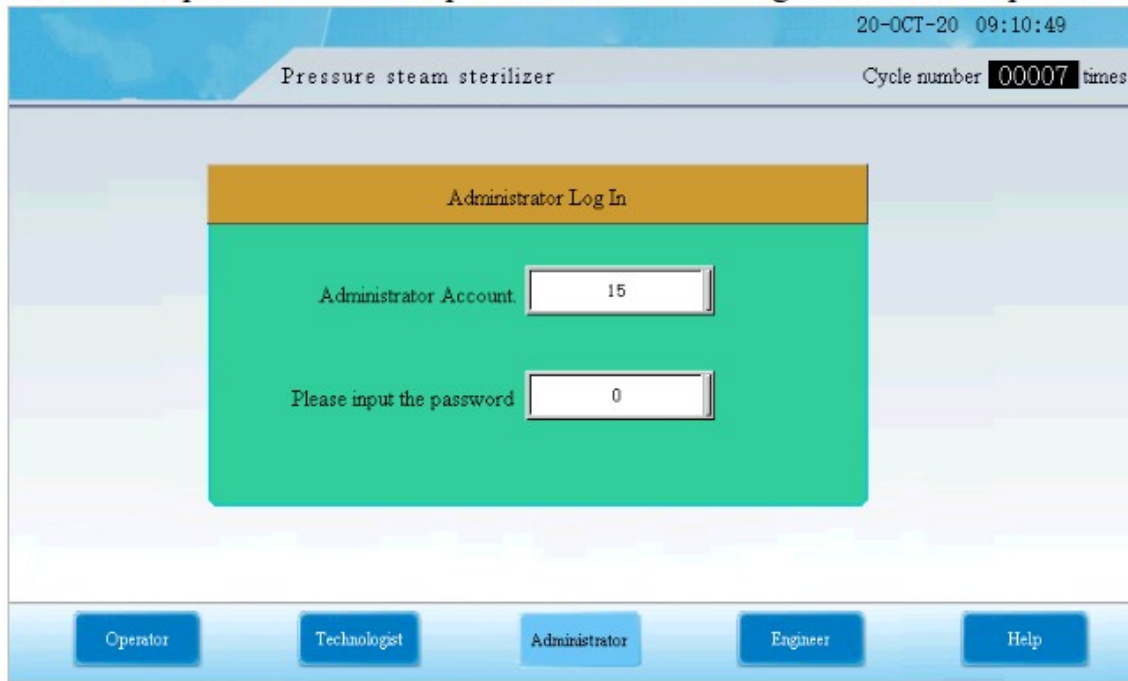 20-OCT-20 09:10:49
Pressure steam sterilizer
Cycle number 00007 times
Administrator Log In
Administrator Account. 15
Please input the password 0
Operator Technologist Administrator Engineer Help